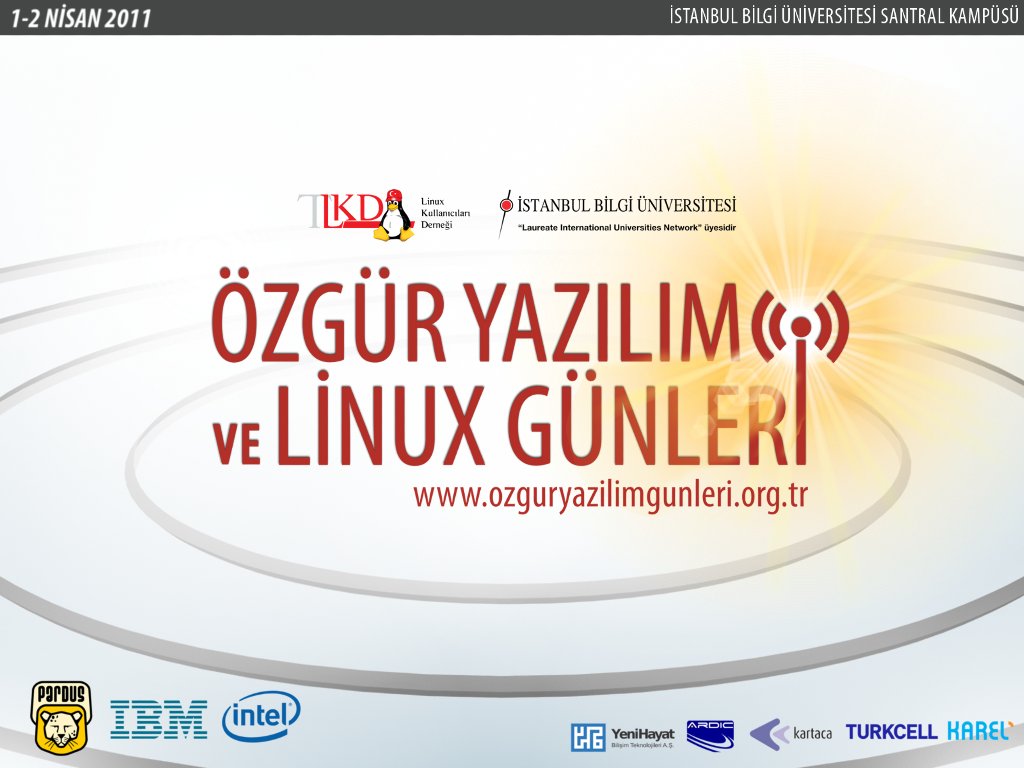 1-2 NİSAN 2011
İSTANBUL BİLGİ ÜNİVERSİTESİ SANTRAL KAMPÜSÜ
TLKD
Linux
Kullanıcıları
Derneği
İSTANBUL BİLGİ ÜNİVERSİTESİ
“Laureate International Universities Network” üyesidir
ÖZGÜR YAZILIM
VE LİNUX GÜNLERİ
www.ozguryazilimgunleri.org.tr
PARDUS
IBM
intel
YeniHayat
Bilişim Teknolojileri A.Ş.
ARDIC
kartaca
TURKCELL
KAREL